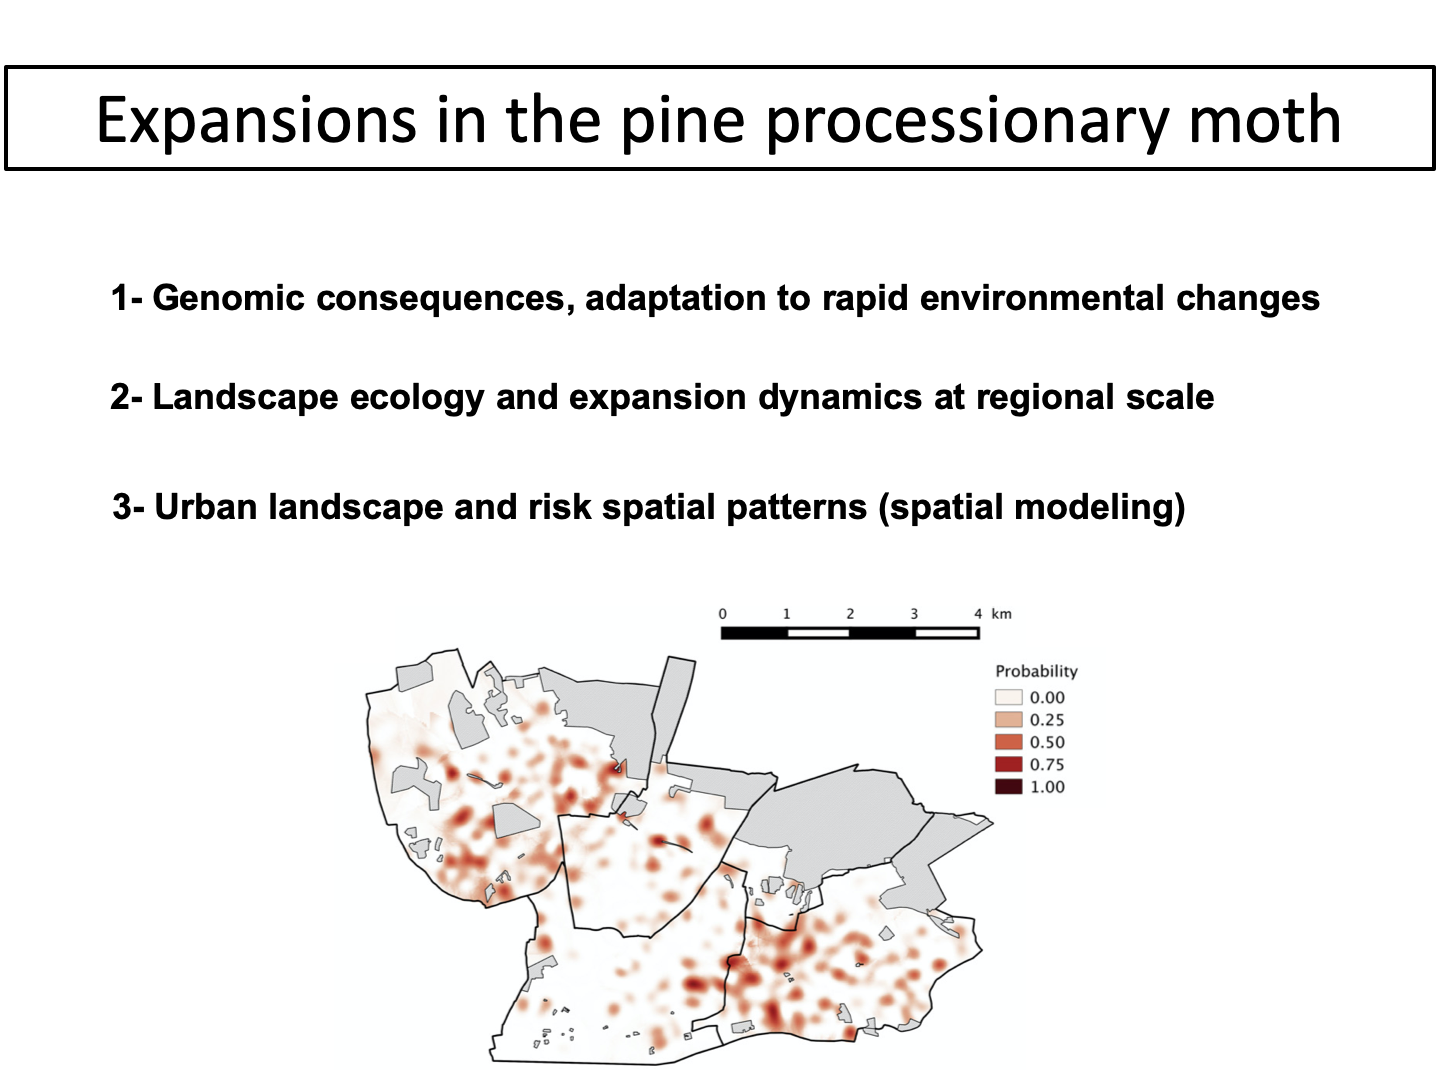 Expansions in the pine processionary moth
1- Genomic consequences, adaptation to rapid environmental changes
2- Landscape ecology and expansion dynamics at regional scale
3- Urban landscape and risk spatial patterns (spatial modeling)
0 1 2 3 4 km
Probability
0.00
0.25
0.50
0.75
1.00